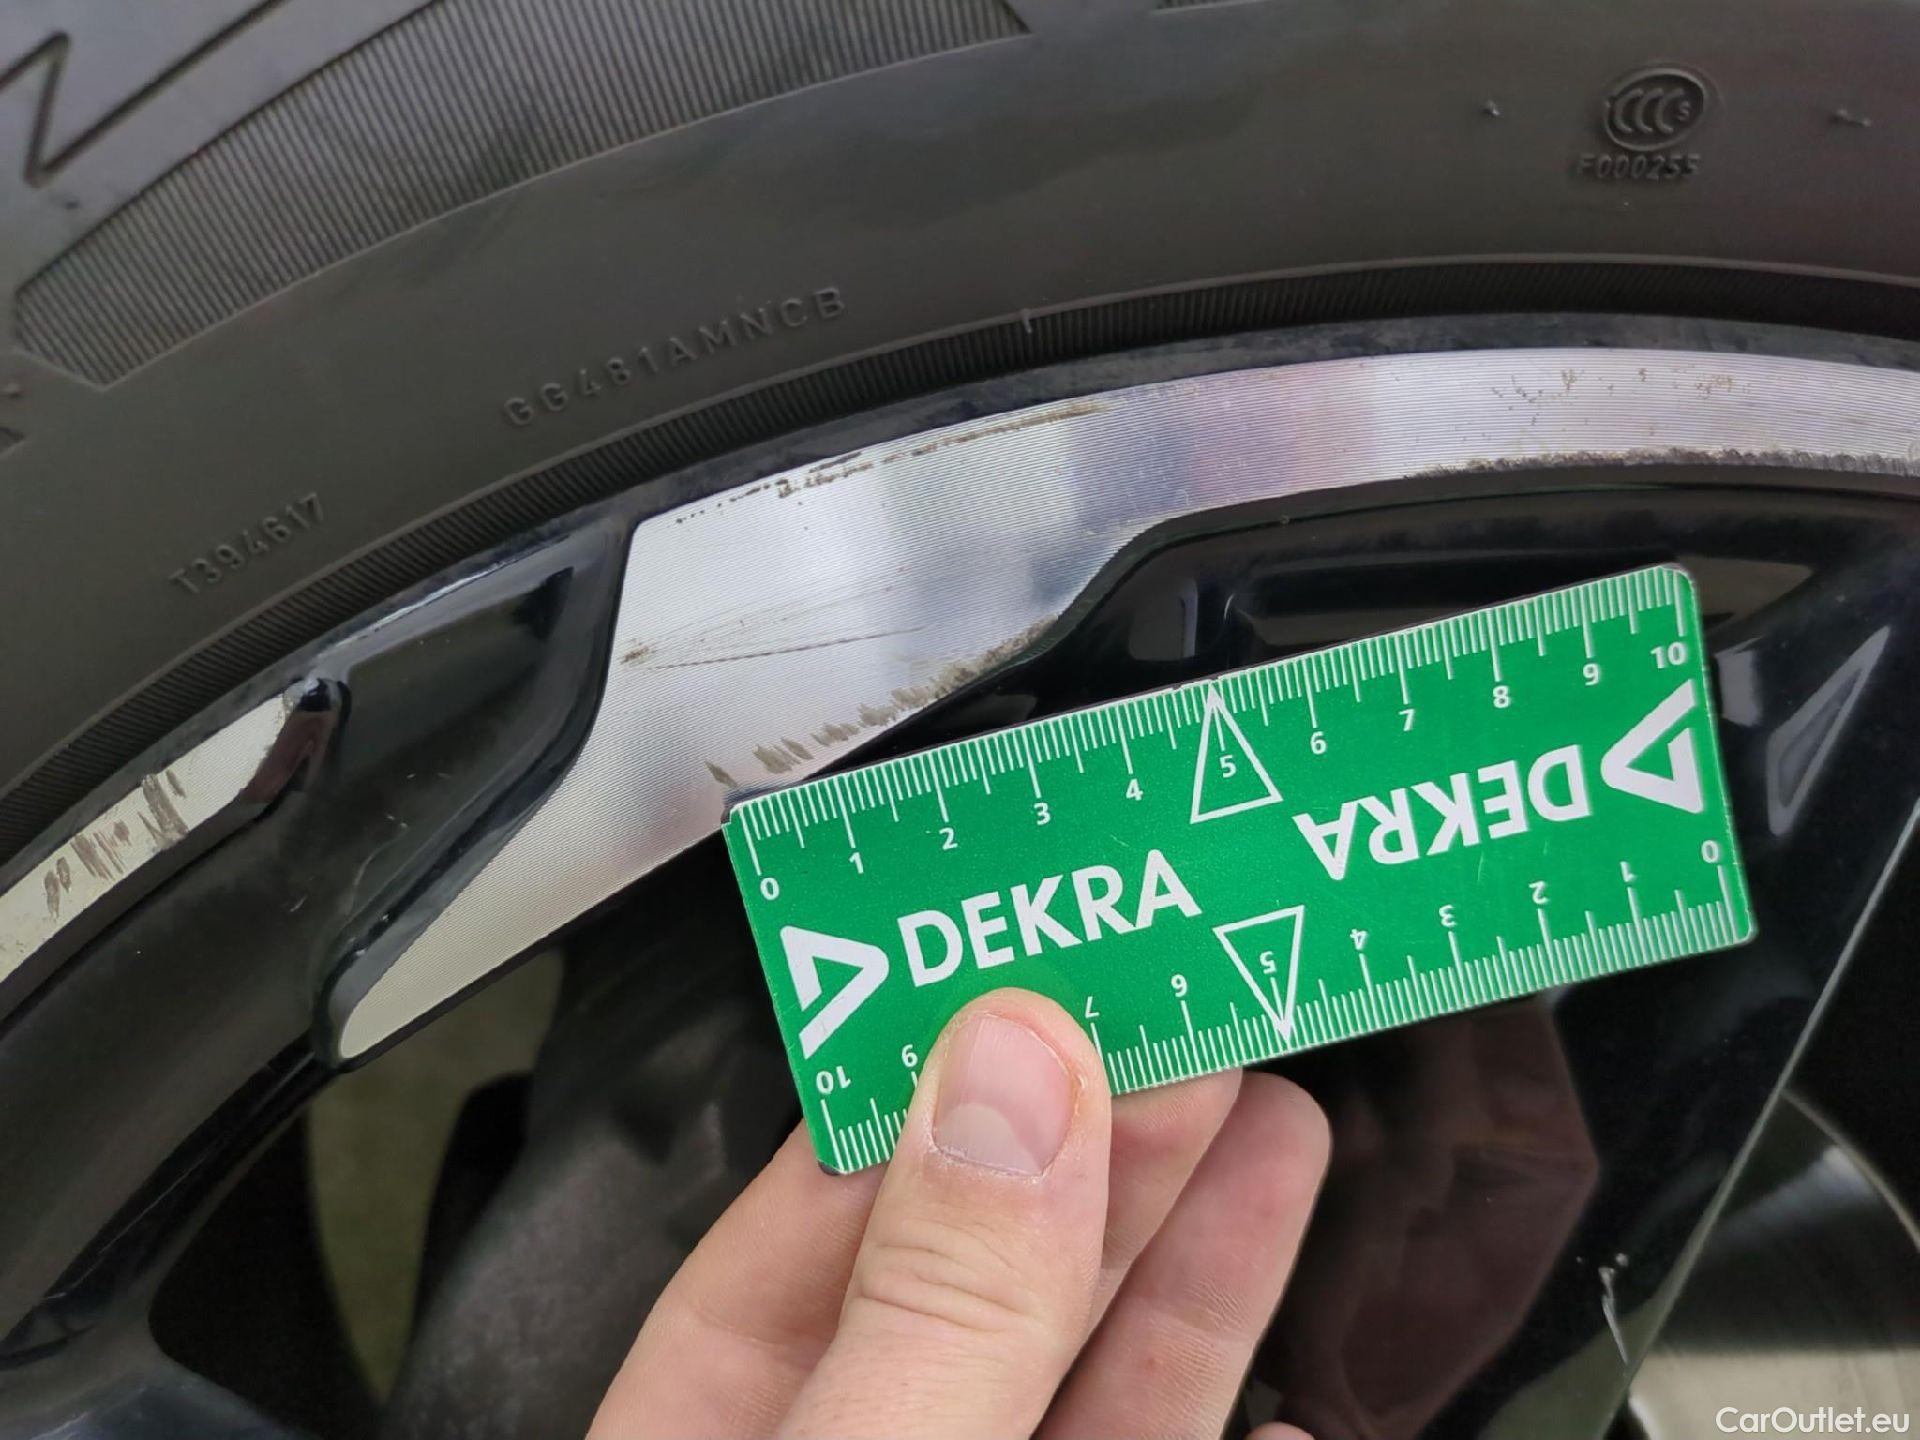 CCC S
F000255
GG481AMNCB
T394617
0 1 2 3 4 5 6 7 8 9 10
DEKRA
DEKRA
10 9 7 6 5 4 3 2 1 0
CarOutlet.eu